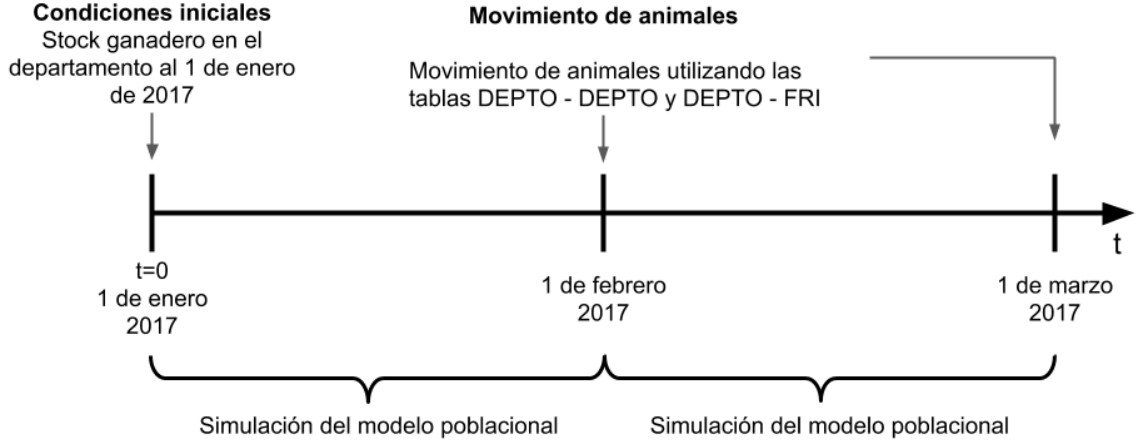 Condiciones iniciales
Stock ganadero en el
departamento al 1 de enero
de 2017
Movimiento de animales
Movimiento de animales utilizando las
tablas DEPTO - DEPTO y DEPTO - FRI
t
t=0
1 de enero
2017
1 de febrero
2017
1 de marzo
2017
Simulación del modelo poblacional
Simulación del modelo poblacional